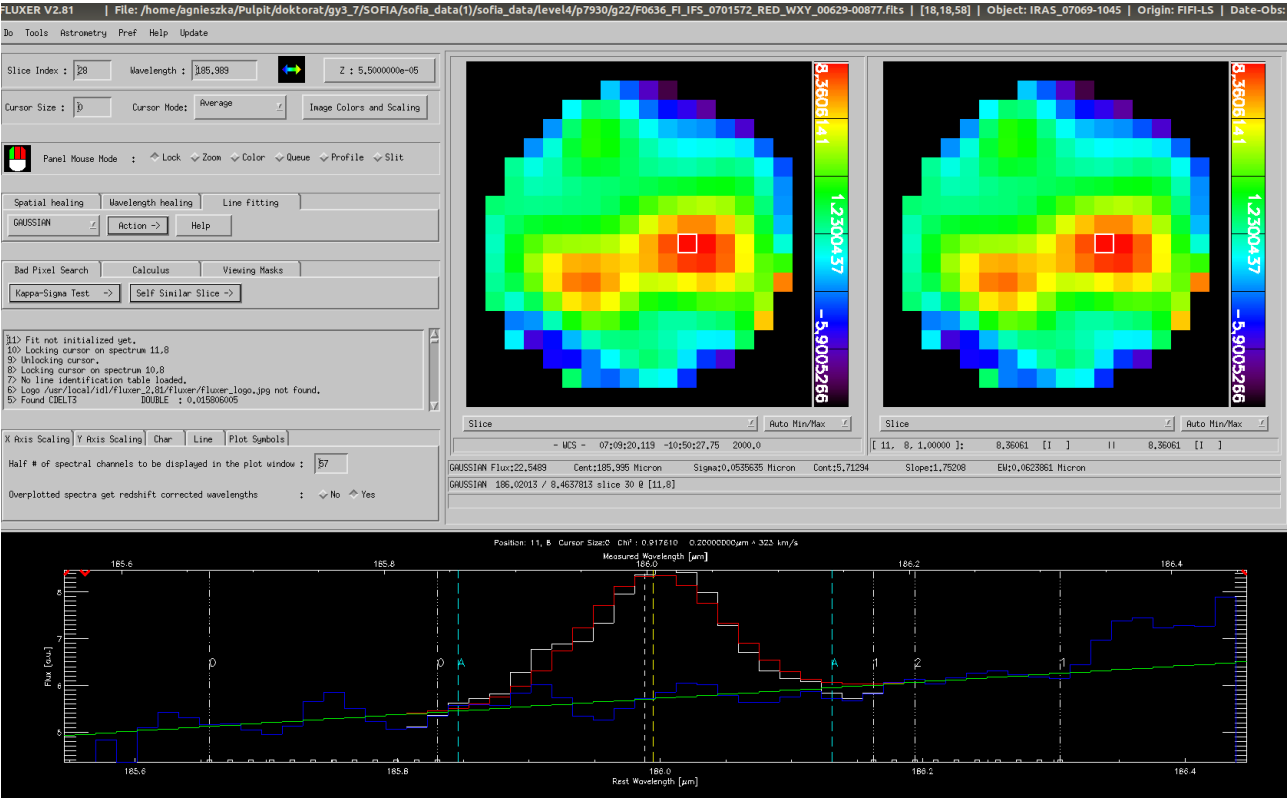 FLUXER V2.81 | File: /home/agnieszka/Pulpit/doktorat/gy3_7/SOFIA/sofia_data(1)/sofia_data/level4/p7930/g22/F0636_FI_IFS_0701572_RED_WXY_00629-00877.fits | [18,18,58] | Object: IRAS_07069-1045 | Origin: FIFI-LS | Date-Obs:
Do Tools Astrometry Pref Help Update
Slice Index : 28 Wavelength : 185.989 Z : 5.5000000e-05
Cursor Size : 0 Cursor Mode: Average Image Colors and Scaling
Panel Mouse Mode : Lock Zoom Color Queue Profile Slit
Spatial healing Wavelength healing Line fitting
GAUSSIAN Action -> Help
Bad Pixel Search Calculus Viewing Masks
Kappa-Sigma Test -> Self Similar Slice ->
11> Fit not initialized yet.
10> Locking cursor on spectrum 11,8
9> Unlocking cursor.
8> Locking cursor on spectrum 10,8
7> No line identification table loaded.
6> Logo /usr/local/idl/fluxer_2.81/fluxer/fluxer_logo.jpg not found.
5> Found CDELT3 DOUBLE : 0.015806005
X Axis Scaling Y Axis Scaling Char Line Plot Symbols
Half # of spectral channels to be displayed in the plot window : 57
Overplotted spectra get redshift corrected wavelengths : No Yes
8.3606141
1.2300437
-5.9005266
8.3606141
1.2300437
-5.9005266
Slice Auto Min/Max Slice Auto Min/Max
- WCS - 07:09:20.119 -10:50:27.75 2000.0 [ 11, 8, 1.00000 ]: 8.36061 [I ] || 8.36061 [I ]
GAUSSIAN Flux:22.5489 Cent:185.995 Micron Sigma:0.0535635 Micron Cont:5.71294 Slope:1.75208 EW:0.0623861 Micron
GAUSSIAN 186.02013 / 8.4637813 slice 30 @ [11,8]
Position: 11, 8 Cursor Size:0 Chi² : 0.917610 0.20000000μm ^ 323 km/s
Measured Wavelength [μm]
185.6 185.8 186.0 186.2 186.4
8
7
6
5
Flux [a.u.]
0 0 A A 1 2 1
185.6 185.8 186.0 186.2 186.4
Rest Wavelength [μm]